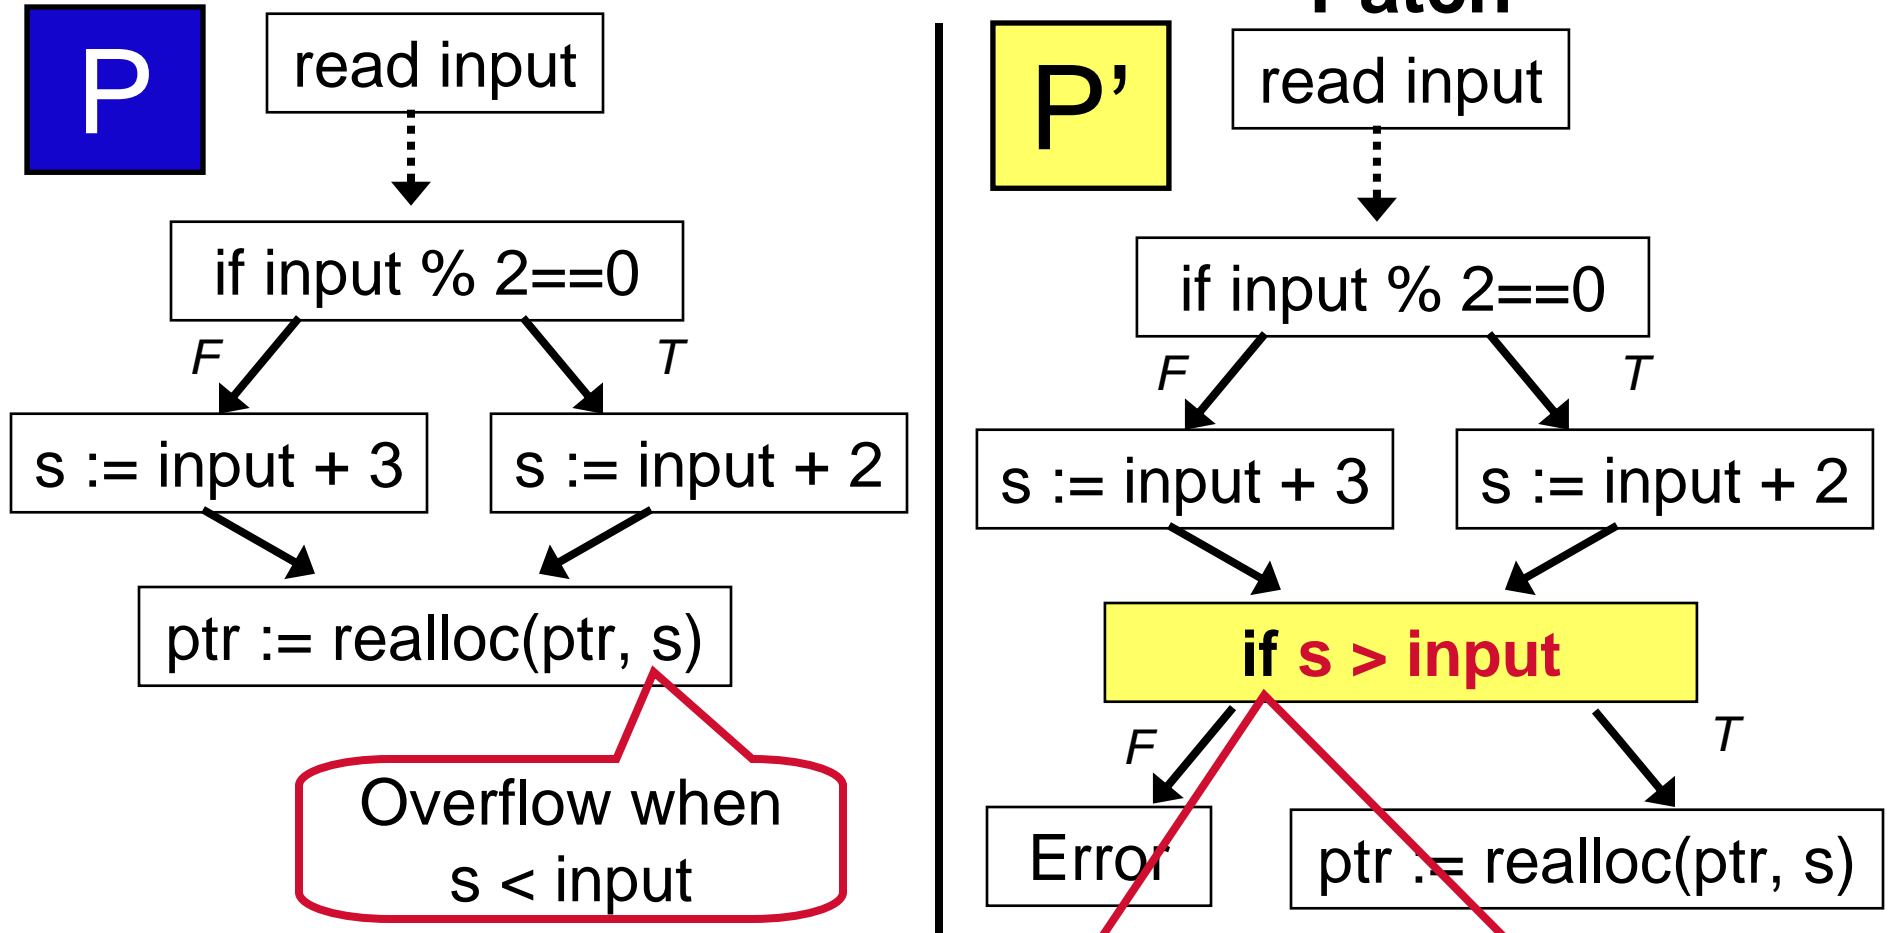 P
read input
if input % 2==0
F
T
s := input + 3
s := input + 2
ptr := realloc(ptr, s)
Overflow when
s < input
Patch
P’
read input
if input % 2==0
F
T
s := input + 3
s := input + 2
if s > input
F
T
Error
ptr := realloc(ptr, s)